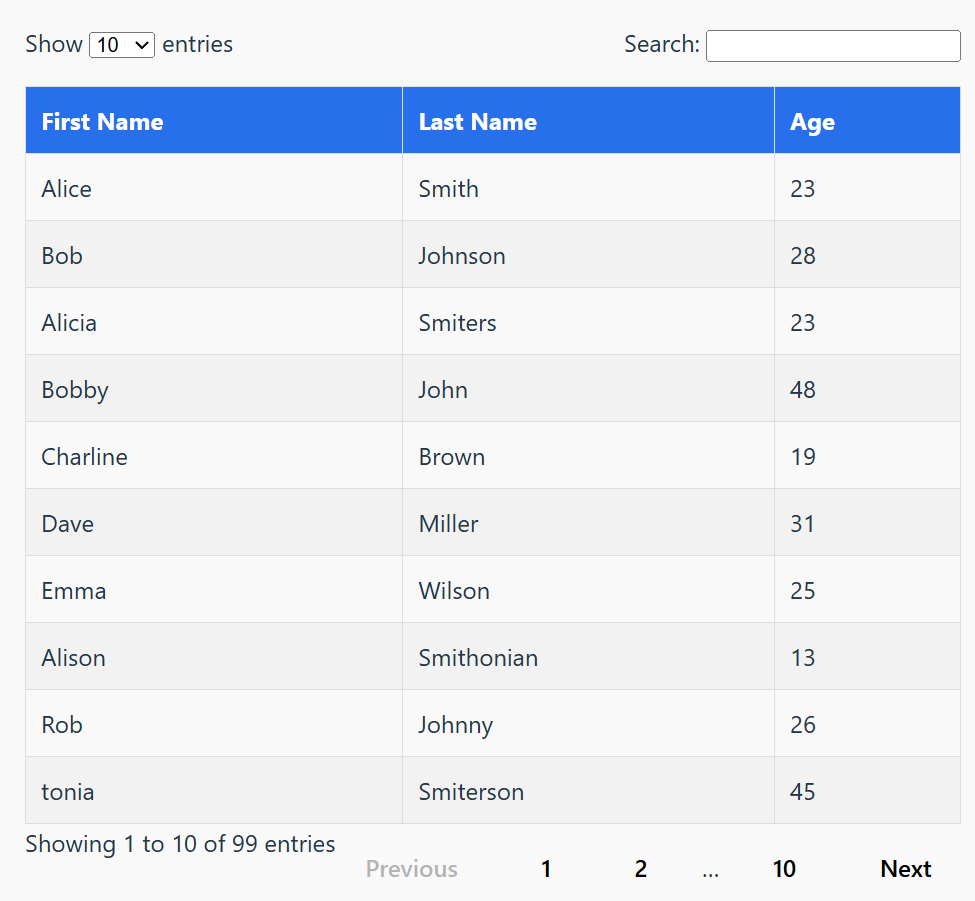 Show 10 entries Search:
First Name Last Name Age
Alice Smith 23
Bob Johnson 28
Alicia Smiters 23
Bobby John 48
Charline Brown 19
Dave Miller 31
Emma Wilson 25
Alison Smithonian 13
Rob Johnny 26
tonia Smiterson 45
Showing 1 to 10 of 99 entries
Previous 1 2 ... 10 Next